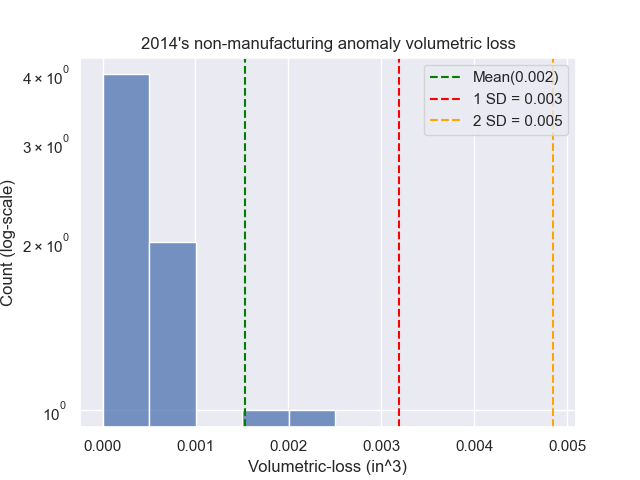 2014's non-manufacturing anomaly volumetric loss
Mean(0.002)
1 SD = 0.003
2 SD = 0.005
4 × 10⁰
3 × 10⁰
2 × 10⁰
10⁰
Count (log-scale)
0.000 0.001 0.002 0.003 0.004 0.005
Volumetric-loss (in^3)